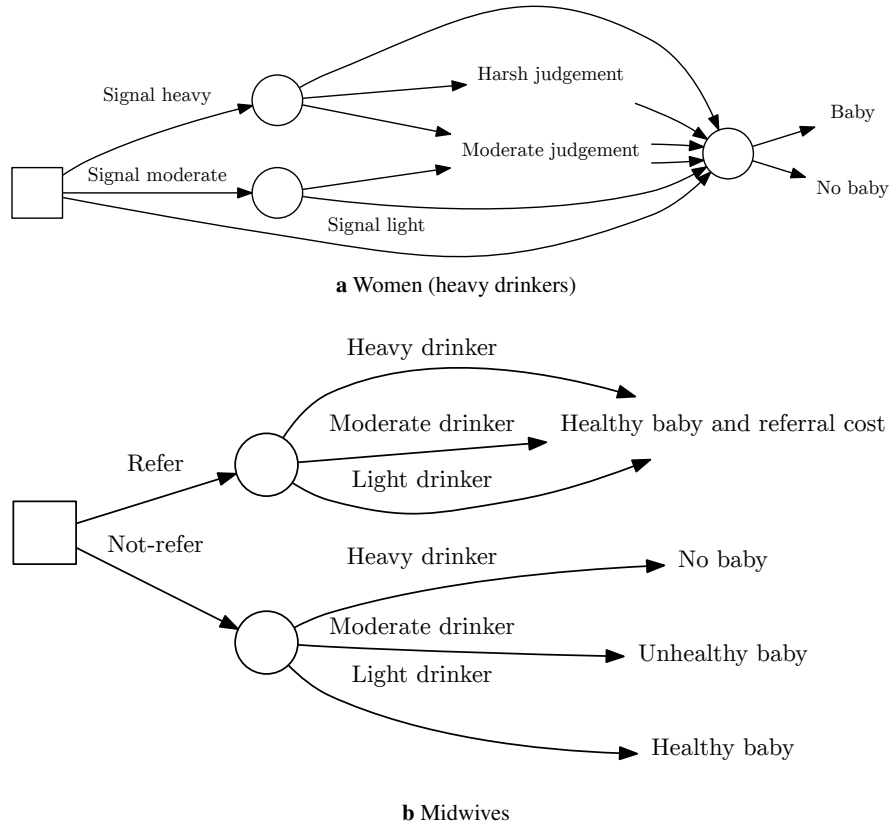 Signal heavy
Harsh judgement
Baby
Signal moderate
Moderate judgement
No baby
Signal light
a Women (heavy drinkers)
Heavy drinker
Moderate drinker
Healthy baby and referral cost
Refer
Light drinker
Not-refer
Heavy drinker
No baby
Moderate drinker
Unhealthy baby
Light drinker
Healthy baby
b Midwives